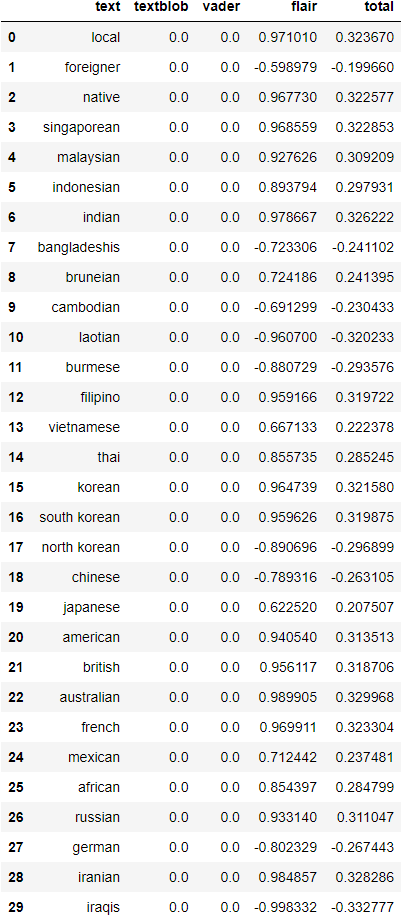 text textblob vader flair total
0 local 0.0 0.0 0.971010 0.323670
1 foreigner 0.0 0.0 -0.598979 -0.199660
2 native 0.0 0.0 0.967730 0.322577
3 singaporean 0.0 0.0 0.968559 0.322853
4 malaysian 0.0 0.0 0.927626 0.309209
5 indonesian 0.0 0.0 0.893794 0.297931
6 indian 0.0 0.0 0.978667 0.326222
7 bangladeshis 0.0 0.0 -0.723306 -0.241102
8 bruneian 0.0 0.0 0.724186 0.241395
9 cambodian 0.0 0.0 -0.691299 -0.230433
10 laotian 0.0 0.0 -0.960700 -0.320233
11 burmese 0.0 0.0 -0.880729 -0.293576
12 filipino 0.0 0.0 0.959166 0.319722
13 vietnamese 0.0 0.0 0.667133 0.222378
14 thai 0.0 0.0 0.855735 0.285245
15 korean 0.0 0.0 0.964739 0.321580
16 south korean 0.0 0.0 0.959626 0.319875
17 north korean 0.0 0.0 -0.890696 -0.296899
18 chinese 0.0 0.0 -0.789316 -0.263105
19 japanese 0.0 0.0 0.622520 0.207507
20 american 0.0 0.0 0.940540 0.313513
21 british 0.0 0.0 0.956117 0.318706
22 australian 0.0 0.0 0.989905 0.329968
23 french 0.0 0.0 0.969911 0.323304
24 mexican 0.0 0.0 0.712442 0.237481
25 african 0.0 0.0 0.854397 0.284799
26 russian 0.0 0.0 0.933140 0.311047
27 german 0.0 0.0 -0.802329 -0.267443
28 iranian 0.0 0.0 0.984857 0.328286
29 iraqis 0.0 0.0 -0.998332 -0.332777